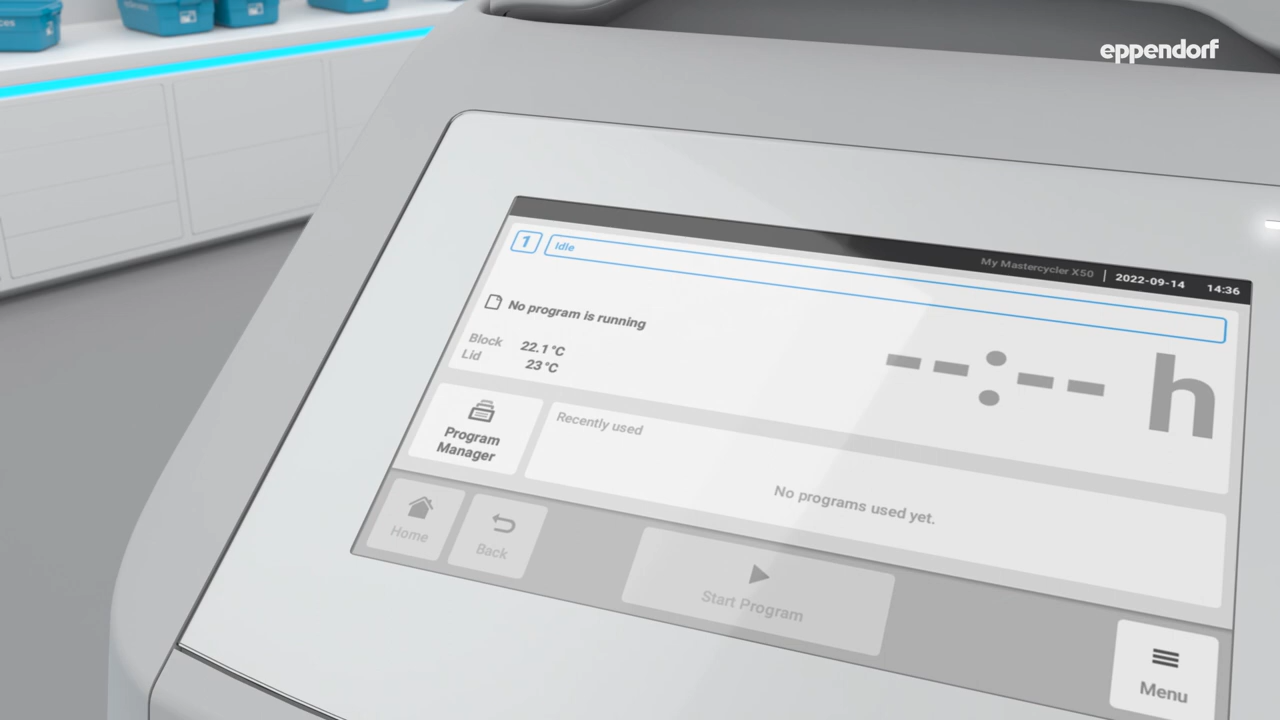 eppendorf
My Mastercycler X50 | 2022-09-14 14:36
1 Idle
No program is running
Block 22.1 °C
Lid 23 °C
--:-- h
Program
Manager
Recently used
No programs used yet.
Home
Back
Start Program
Menu